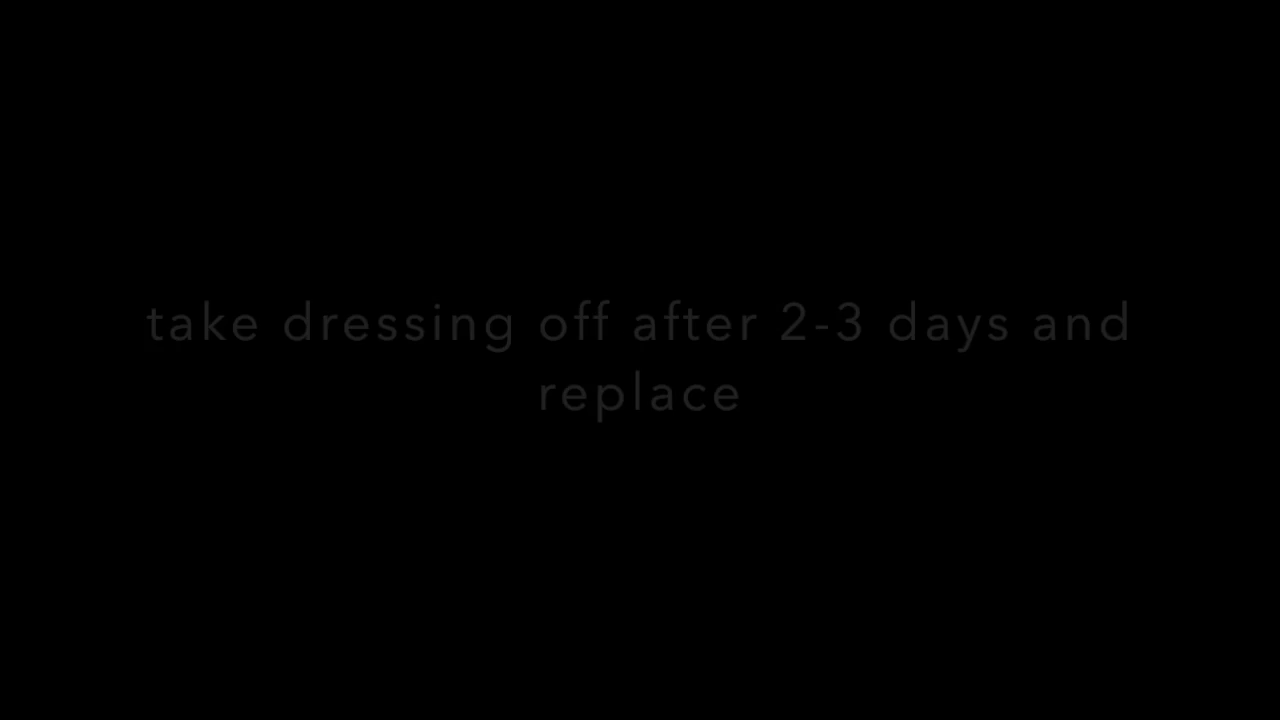 take dressing off after 2-3 days and
replace